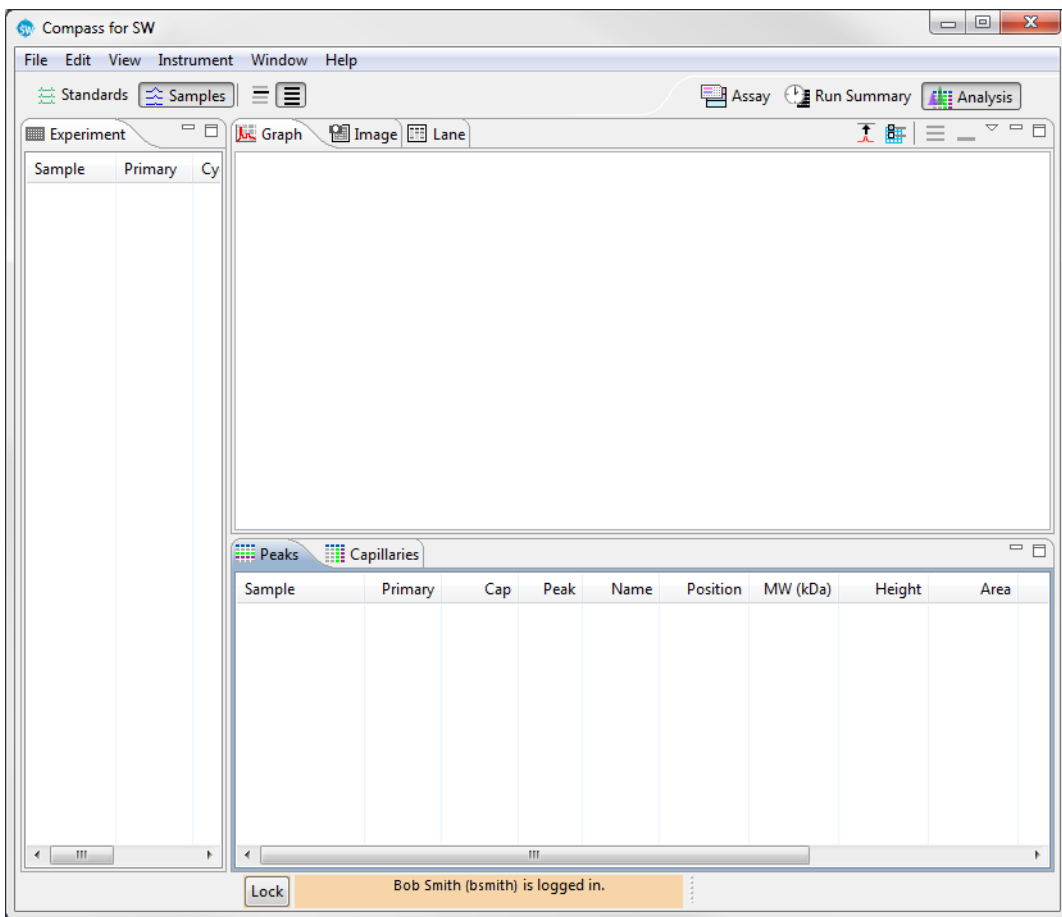 SW Compass for SW
File Edit View Instrument Window Help
Standards Samples Assay Run Summary Analysis
Experiment
Sample Primary Cy
Graph Image Lane
Peaks Capillaries
Sample Primary Cap Peak Name Position MW (kDa) Height Area
Lock Bob Smith (bsmith) is logged in.